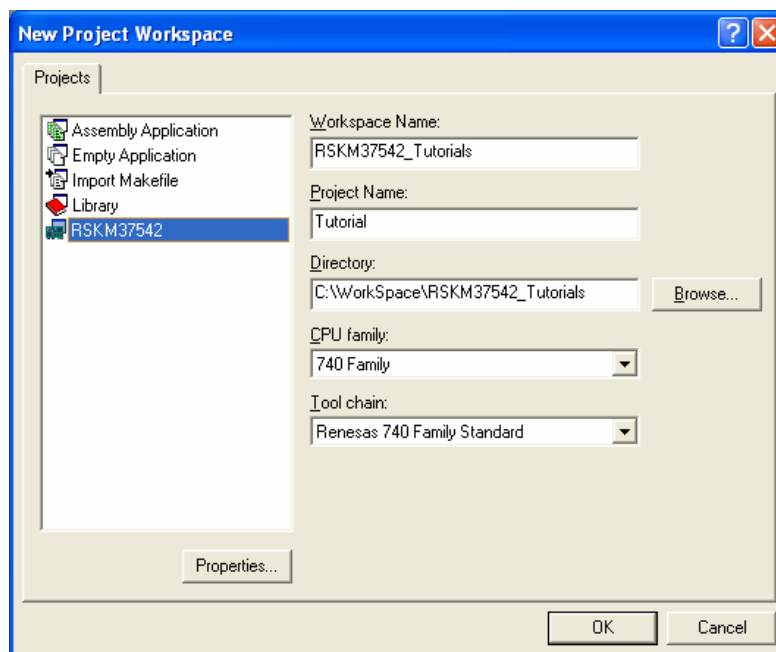 New Project Workspace
Projects
Assembly Application
Empty Application
Import Makefile
Library
RSKM37542
Workspace Name:
RSKM37542_Tutorials
Project Name:
Tutorial
Directory:
C:\WorkSpace\RSKM37542_Tutorials
Browse...
CPU family:
740 Family
Tool chain:
Renesas 740 Family Standard
Properties...
OK
Cancel